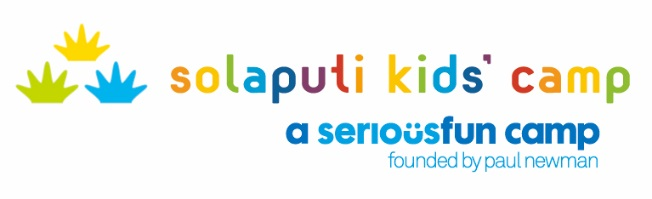 solaputi kids' camp
a seriousfun camp
founded by paul newman